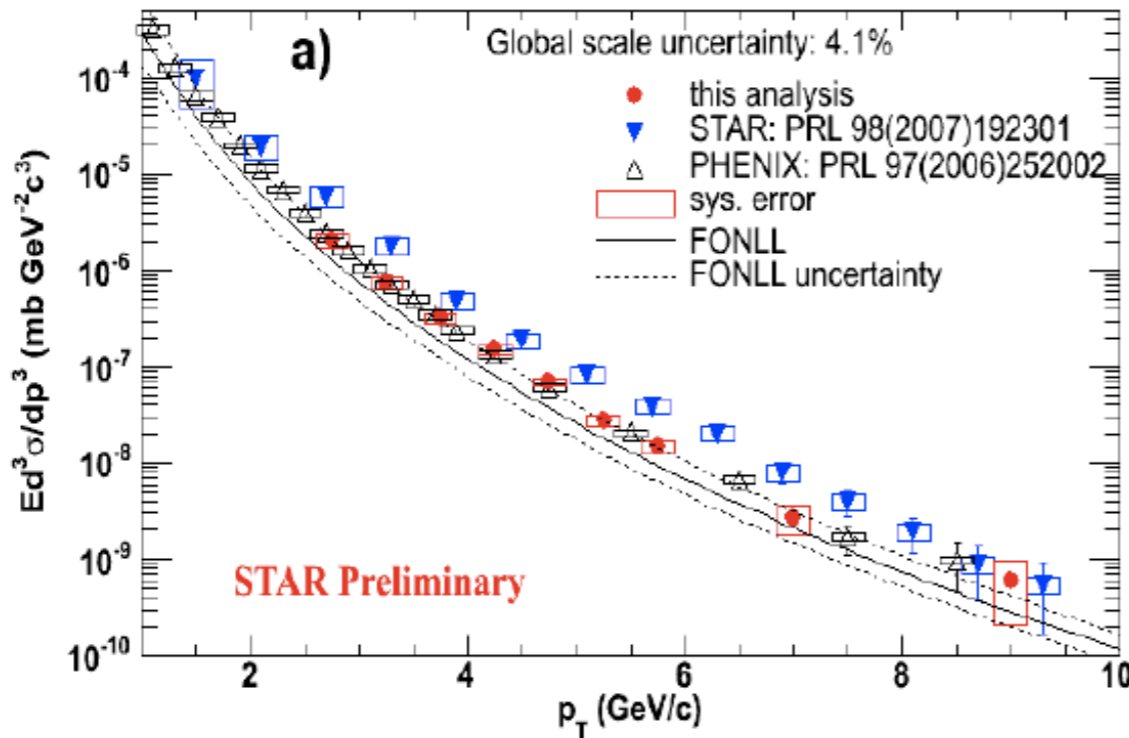 a)
Global scale uncertainty: 4.1%
this analysis
STAR: PRL 98(2007)192301
PHENIX: PRL 97(2006)252002
sys. error
FONLL
FONLL uncertainty
STAR Preliminary
Ed³σ/dp³ (mb GeV⁻²c³)
10⁻⁴
10⁻⁵
10⁻⁶
10⁻⁷
10⁻⁸
10⁻⁹
10⁻¹⁰
2 4 6 8 10
p_T (GeV/c)